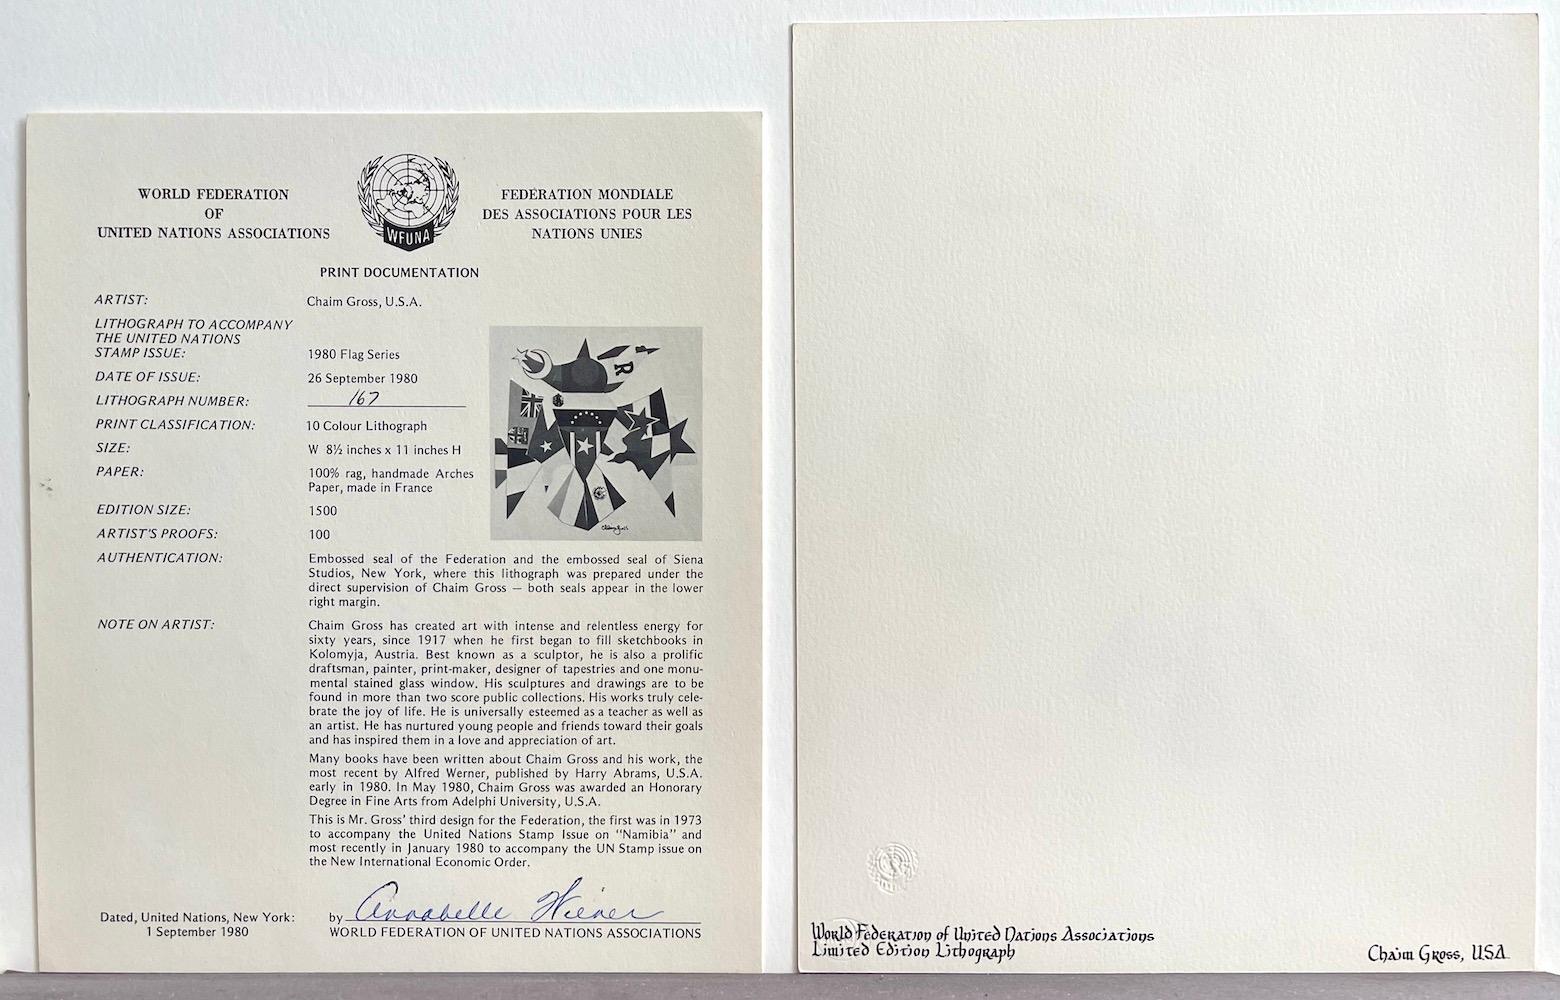 WORLD FEDERATION
OF
UNITED NATIONS ASSOCIATIONS
WFUNA
FEDÉRATION MONDIALE
DES ASSOCIATIONS POUR LES
NATIONS UNIES
PRINT DOCUMENTATION
ARTIST: Chaim Gross, U.S.A.
LITHOGRAPH TO ACCOMPANY
THE UNITED NATIONS
STAMP ISSUE: 1980 Flag Series
DATE OF ISSUE: 26 September 1980
LITHOGRAPH NUMBER: 167
PRINT CLASSIFICATION: 10 Colour Lithograph
SIZE: W 8½ inches x 11 inches H
PAPER: 100% rag, handmade Arches
Paper, made in France
EDITION SIZE: 1500
ARTIST'S PROOFS: 100
R
AUTHENTICATION: Embossed seal of the Federation and the embossed seal of Siena
Studios, New York, where this lithograph was prepared under the
direct supervision of Chaim Gross — both seals appear in the lower
right margin.
NOTE ON ARTIST: Chaim Gross has created art with intense and relentless energy for
sixty years, since 1917 when he first began to fill sketchbooks in
Kolomyja, Austria. Best known as a sculptor, he is also a prolific
draftsman, painter, print-maker, designer of tapestries and one monu-
mental stained glass window. His sculptures and drawings are to be
found in more than two score public collections. His works truly cele-
brate the joy of life. He is universally esteemed as a teacher as well as
an artist. He has nurtured young people and friends toward their goals
and has inspired them in a love and appreciation of art.
Many books have been written about Chaim Gross and his work, the
most recent by Alfred Werner, published by Harry Abrams, U.S.A.
early in 1980. In May 1980, Chaim Gross was awarded an Honorary
Degree in Fine Arts from Adelphi University, U.S.A.
This is Mr. Gross' third design for the Federation, the first was in 1973
to accompany the United Nations Stamp Issue on "Namibia" and
most recently in January 1980 to accompany the UN Stamp issue on
the New International Economic Order.
Dated, United Nations, New York: by Annabelle Wiener
1 September 1980 WORLD FEDERATION OF UNITED NATIONS ASSOCIATIONS
World Federation of United Nations Associations
Limited Edition Lithograph
Chaim Gross, USA